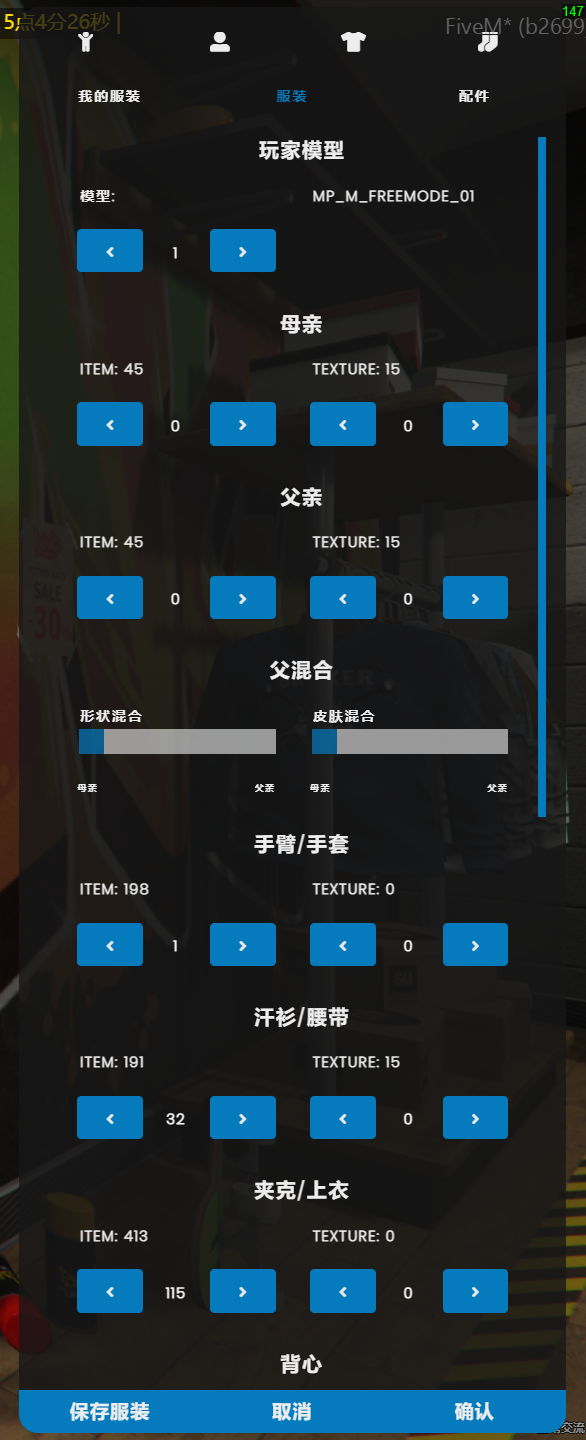 5点4分26秒 |
147
FiveM* (b2699
我的服装 服装 配件
玩家模型
模型: MP_M_FREEMODE_01
1
母亲
ITEM: 45 TEXTURE: 15
0 0
父亲
ITEM: 45 TEXTURE: 15
0 0
父混合
形状混合 皮肤混合
母亲 父亲 母亲 父亲
手臂/手套
ITEM: 198 TEXTURE: 0
1 0
汗衫/腰带
ITEM: 191 TEXTURE: 15
32 0
夹克/上衣
ITEM: 413 TEXTURE: 0
115 0
背心
保存服装 取消 确认
交流
SALE
30